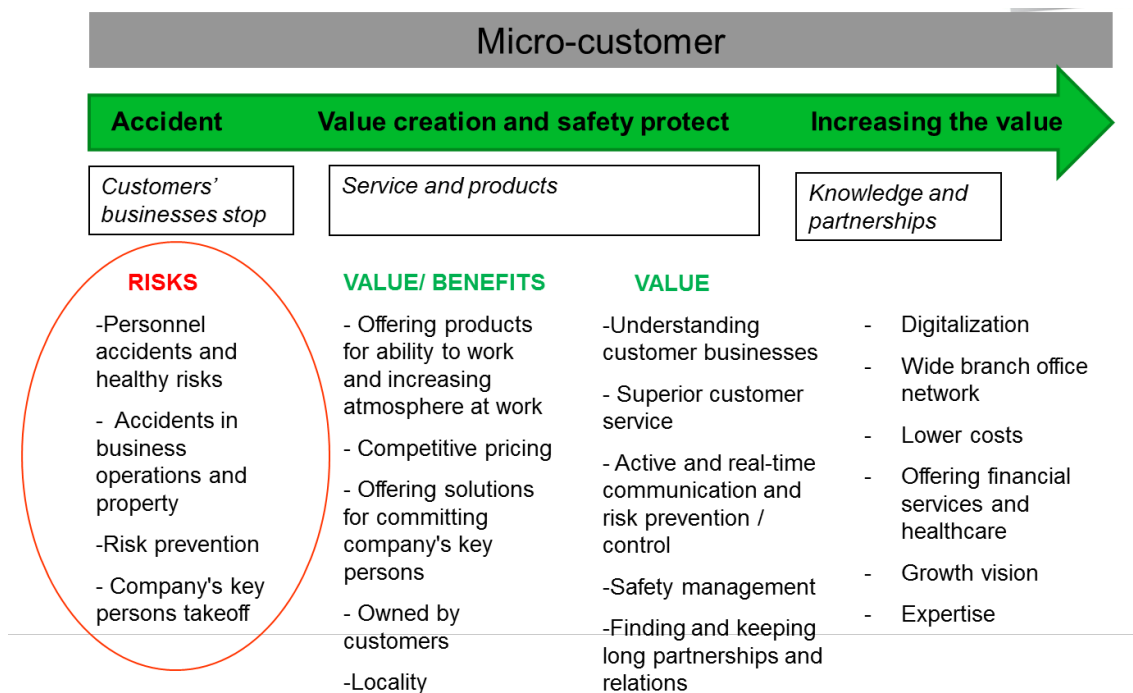 Micro-customer
Accident
Value creation and safety protect
Increasing the value
Customers’
businesses stop
Service and products
Knowledge and
partnerships
RISKS
-Personnel
accidents and
healthy risks
- Accidents in
business
operations and
property
-Risk prevention
- Company's key
persons takeoff
VALUE/ BENEFITS
- Offering products
for ability to work
and increasing
atmosphere at work
- Competitive pricing
- Offering solutions
for committing
company's key
persons
- Owned by
customers
-Locality
VALUE
-Understanding
customer businesses
- Superior customer
service
- Active and real-time
communication and
risk prevention /
control
-Safety management
-Finding and keeping
long partnerships and
relations
- Digitalization
- Wide branch office
network
- Lower costs
- Offering financial
services and
healthcare
- Growth vision
- Expertise